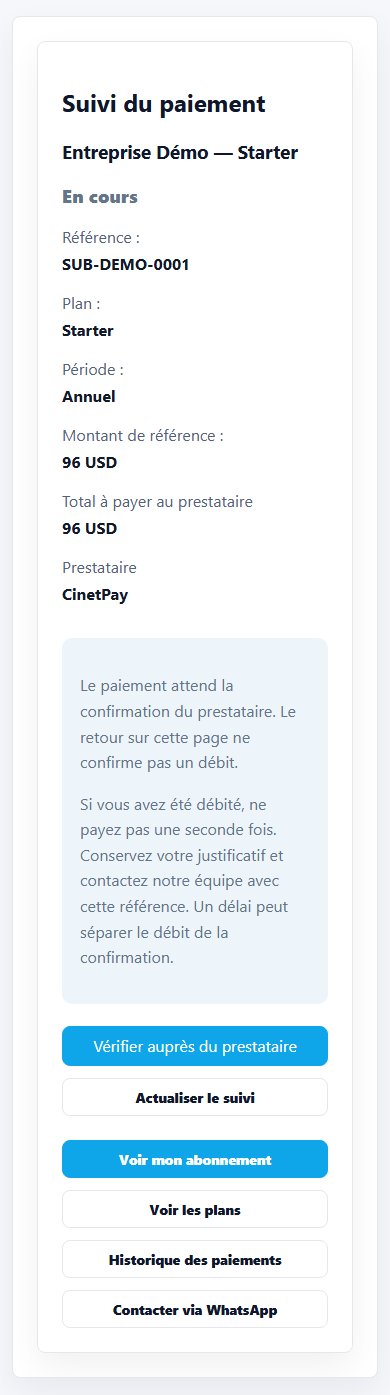 Suivi du paiement
Entreprise Démo — Starter
En cours
Référence :
SUB-DEMO-0001
Plan :
Starter
Période :
Annuel
Montant de référence :
96 USD
Total à payer au prestataire
96 USD
Prestataire
CinetPay
Le paiement attend la
confirmation du prestataire. Le
retour sur cette page ne
confirme pas un débit.
Si vous avez été débité, ne
payez pas une seconde fois.
Conservez votre justificatif et
contactez notre équipe avec
cette référence. Un délai peut
séparer le débit de la
confirmation.
Vérifier auprès du prestataire
Actualiser le suivi
Voir mon abonnement
Voir les plans
Historique des paiements
Contacter via WhatsApp